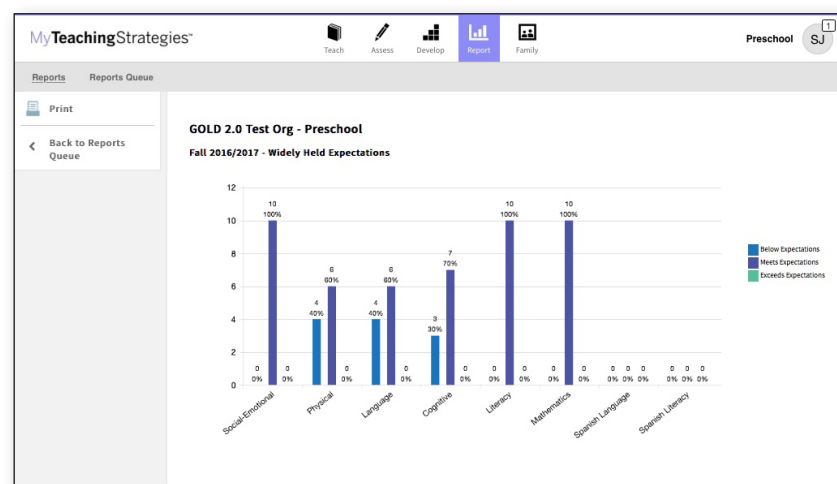 MyTeachingStrategies™
Teach
Assess
Develop
Report
Family
Preschool
SJ
1
Reports
Reports Queue
Print
Back to Reports
Queue
GOLD 2.0 Test Org - Preschool
Fall 2016/2017 - Widely Held Expectations
12
10
8
6
4
2
0
0
0%
10
100%
0
0%
4
40%
6
60%
0
0%
4
40%
6
60%
0
0%
3
30%
7
70%
0
0%
0
0%
10
100%
0
0%
0
0%
10
100%
0
0%
0 0 0
0% 0% 0%
0 0 0
0% 0% 0%
Social-Emotional
Physical
Language
Cognitive
Literacy
Mathematics
Spanish Language
Spanish Literacy
Below Expectations
Meets Expectations
Exceeds Expectations